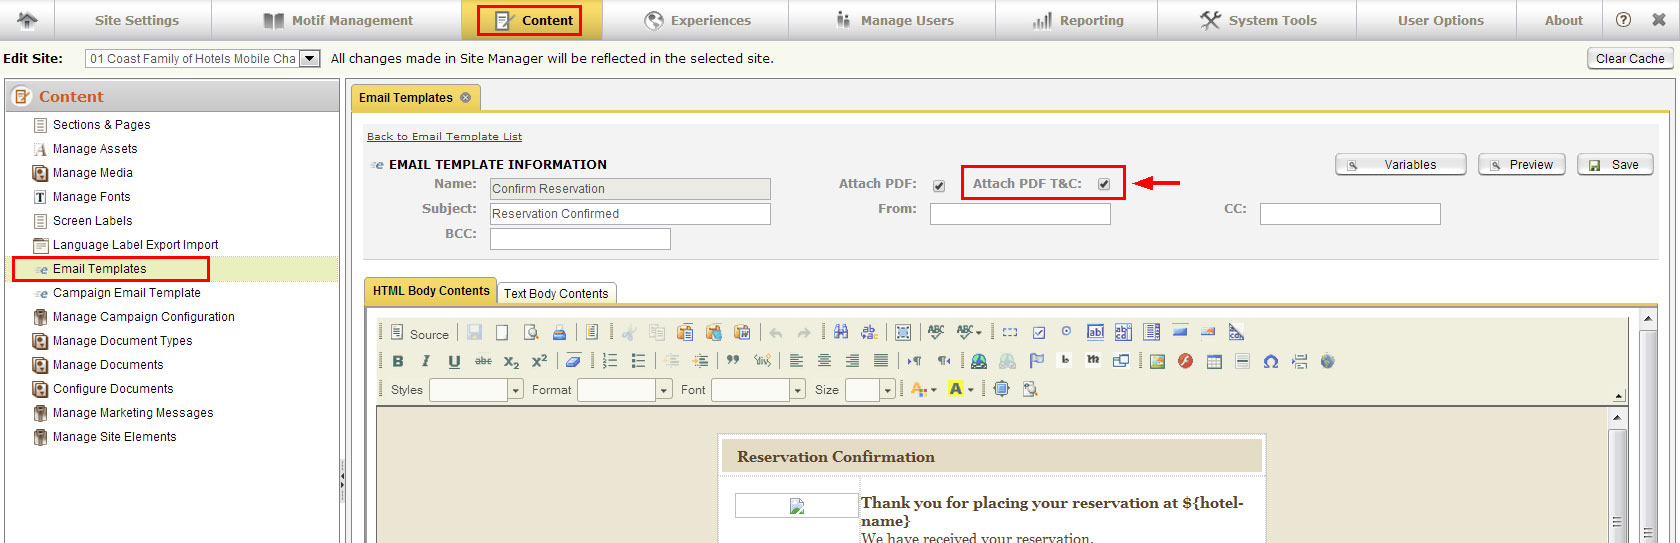 Site Settings Motif Management Content Experiences Manage Users Reporting System Tools User Options About ?
Edit Site: 01 Coast Family of Hotels Mobile Cha All changes made in Site Manager will be reflected in the selected site. Clear Cache
Content
Sections & Pages
Manage Assets
Manage Media
Manage Fonts
Screen Labels
Language Label Export Import
Email Templates
Campaign Email Template
Manage Campaign Configuration
Manage Document Types
Manage Documents
Configure Documents
Manage Marketing Messages
Manage Site Elements
Email Templates
Back to Email Template List
EMAIL TEMPLATE INFORMATION Variables Preview Save
Name: Confirm Reservation Attach PDF: Attach PDF T&C:
Subject: Reservation Confirmed From: CC:
BCC:
HTML Body Contents Text Body Contents
Source
B I U abc X₂ X²
Styles Format Font Size A A
Reservation Confirmation
Thank you for placing your reservation at ${hotel-
name}
We have received your reservation.